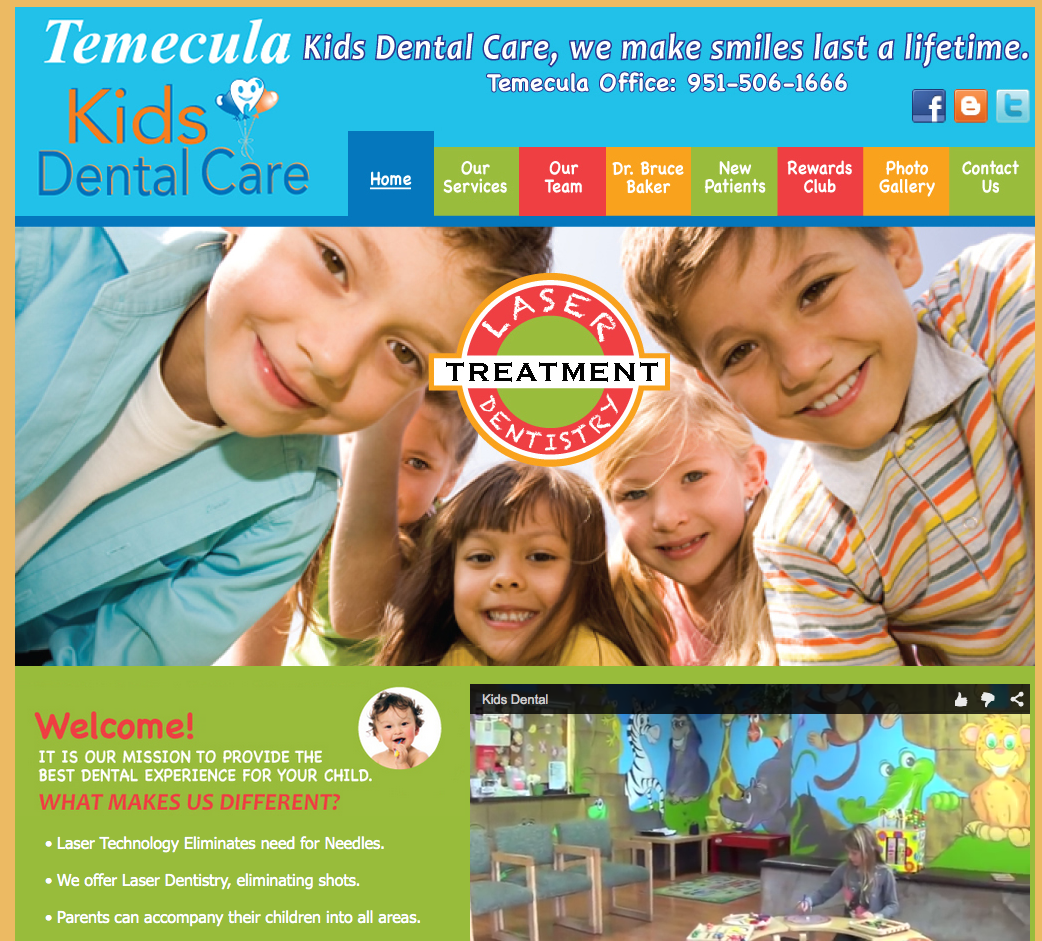 Temecula
Kids Dental Care, we make smiles last a lifetime.
Temecula Office: 951-506-1666
Kids
Dental Care
Home
Our
Services
Our
Team
Dr. Bruce
Baker
New
Patients
Rewards
Club
Photo
Gallery
Contact
Us
LASER
TREATMENT
DENTISTRY
Welcome!
IT IS OUR MISSION TO PROVIDE THE
BEST DENTAL EXPERIENCE FOR YOUR CHILD.
WHAT MAKES US DIFFERENT?
• Laser Technology Eliminates need for Needles.
• We offer Laser Dentistry, eliminating shots.
• Parents can accompany their children into all areas.
Kids Dental